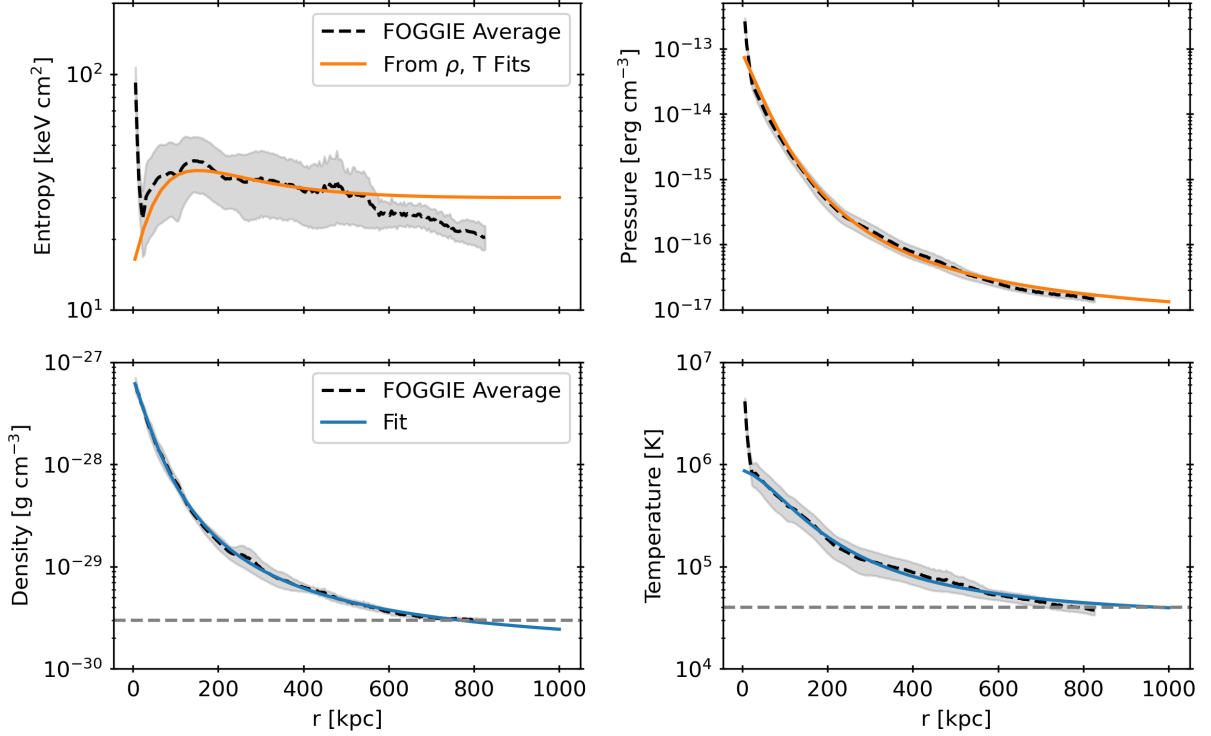 10²
10¹
Entropy [keV cm²]
FOGGIE Average
From ρ, T Fits
10⁻¹³
10⁻¹⁴
10⁻¹⁵
10⁻¹⁶
10⁻¹⁷
Pressure [erg cm⁻³]
10⁻²⁷
10⁻²⁸
10⁻²⁹
10⁻³⁰
Density [g cm⁻³]
FOGGIE Average
Fit
0 200 400 600 800 1000
r [kpc]
10⁷
10⁶
10⁵
10⁴
Temperature [K]
0 200 400 600 800 1000
r [kpc]